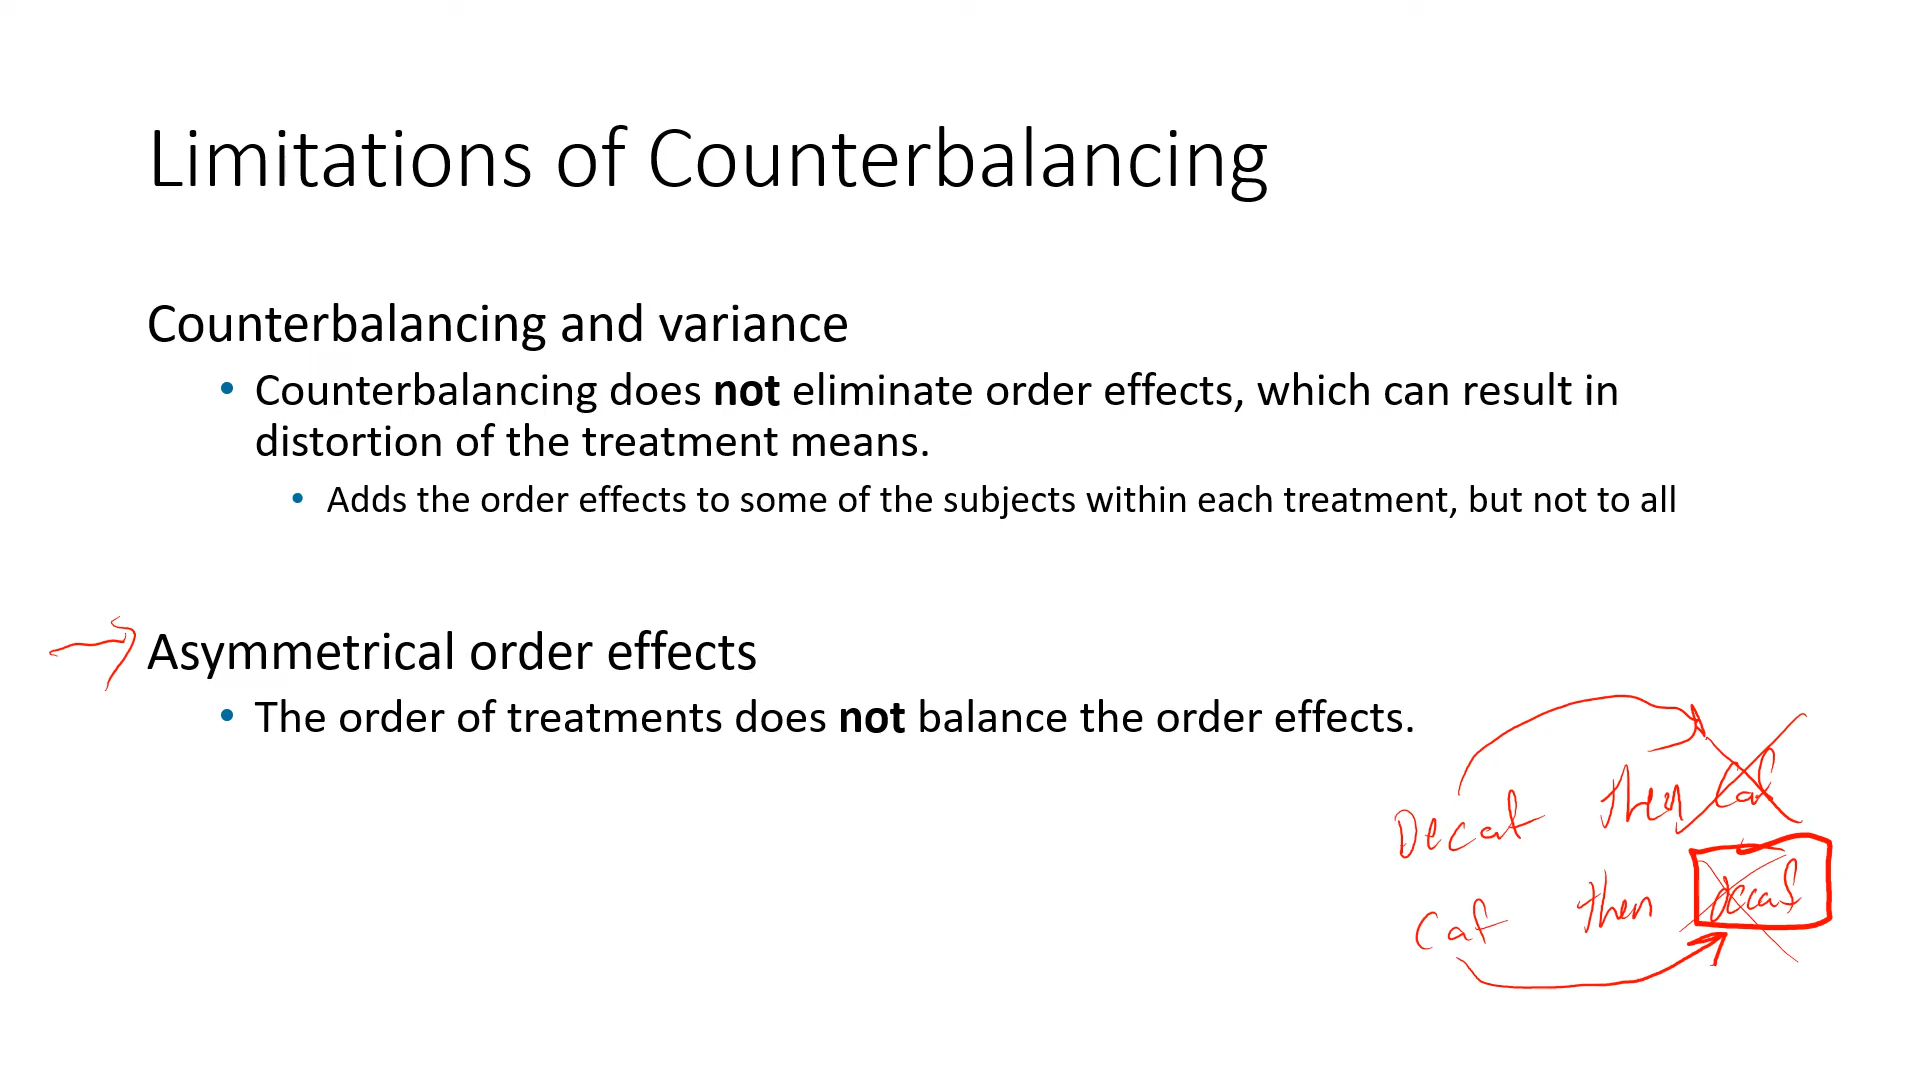 Limitations of Counterbalancing
Counterbalancing and variance
• Counterbalancing does not eliminate order effects, which can result in
distortion of the treatment means.
• Adds the order effects to some of the subjects within each treatment, but not to all
Asymmetrical order effects
• The order of treatments does not balance the order effects.
Decaf then Caf
Caf then decaf